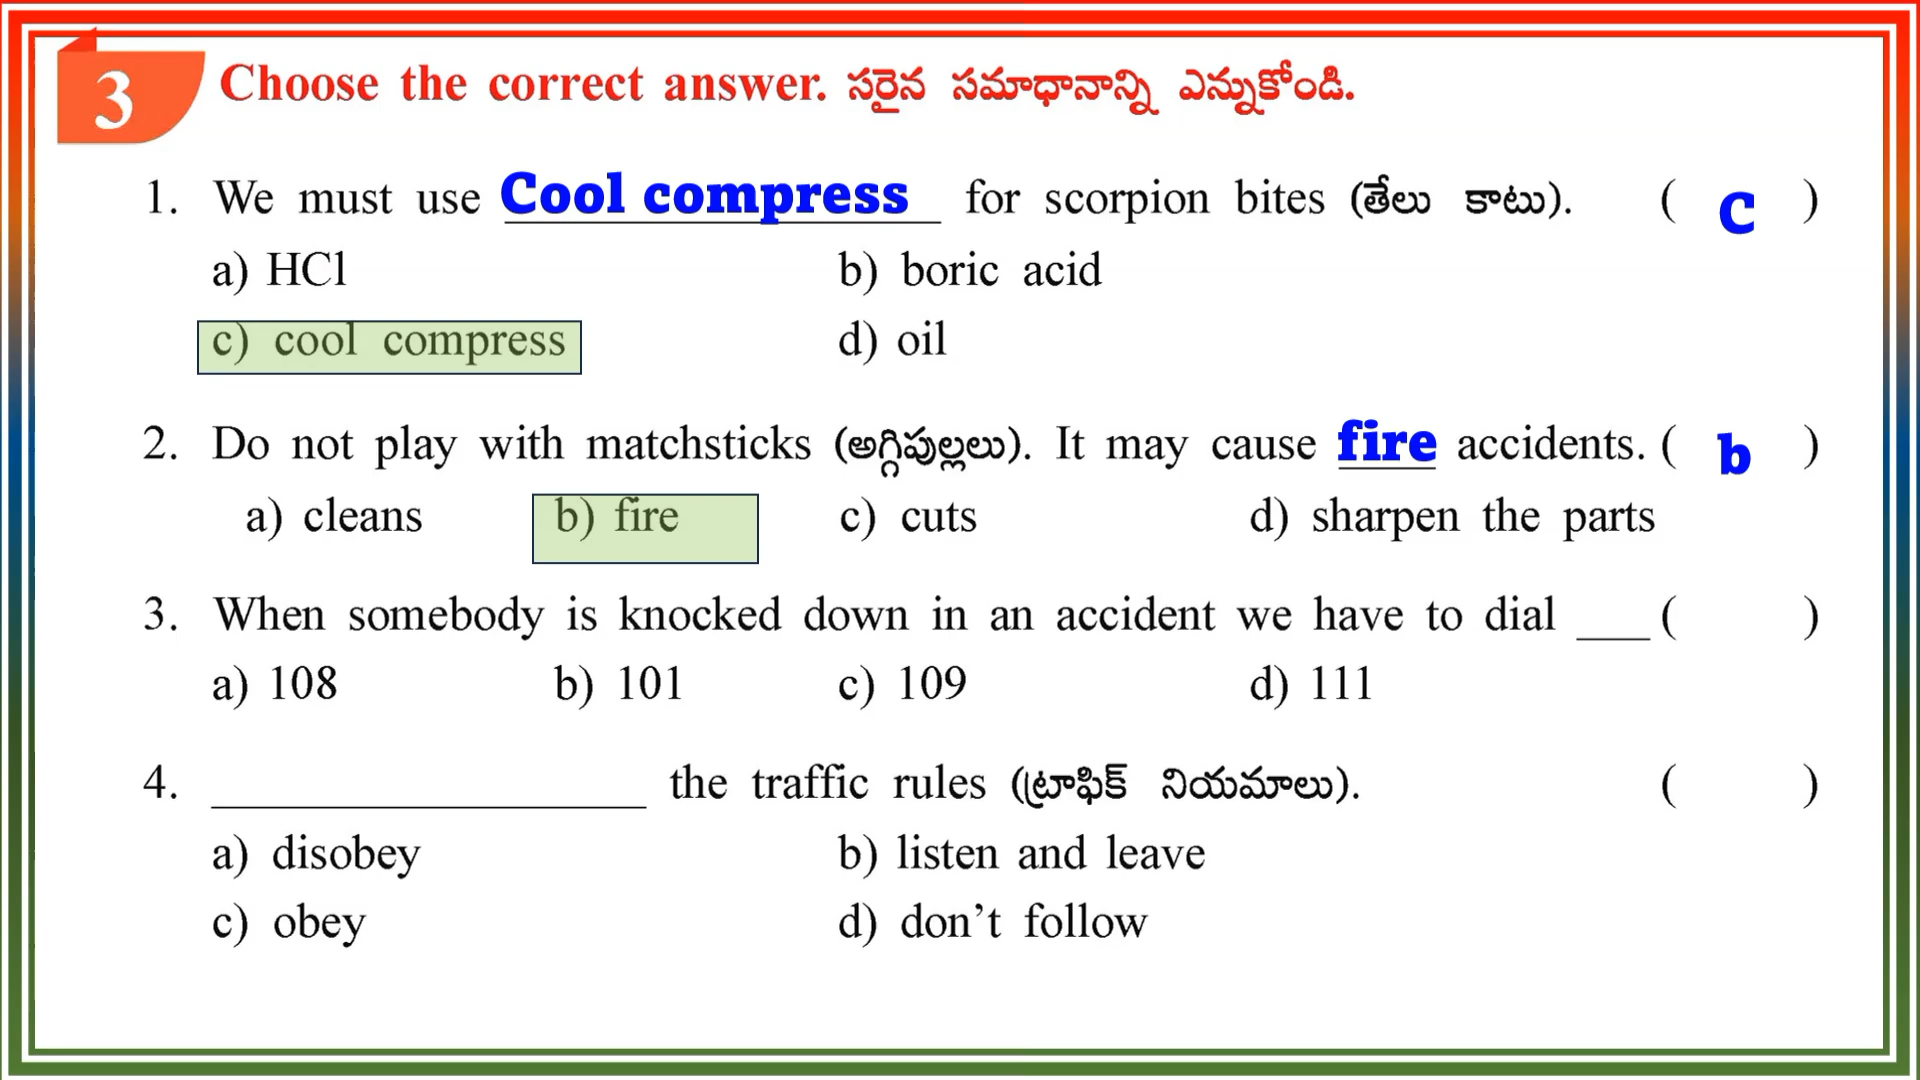 3 Choose the correct answer. సరైన సమాధానాన్ని ఎన్నుకోండి.
1. We must use Cool compress for scorpion bites (తేలు కాటు). ( C )
a) HCl b) boric acid
c) cool compress d) oil
2. Do not play with matchsticks (అగ్గిపుల్లలు). It may cause fire accidents. ( b )
a) cleans b) fire c) cuts d) sharpen the parts
3. When somebody is knocked down in an accident we have to dial ___ ( )
a) 108 b) 101 c) 109 d) 111
4. __________________ the traffic rules (ట్రాఫిక్ నియమాలు). ( )
a) disobey b) listen and leave
c) obey d) don’t follow